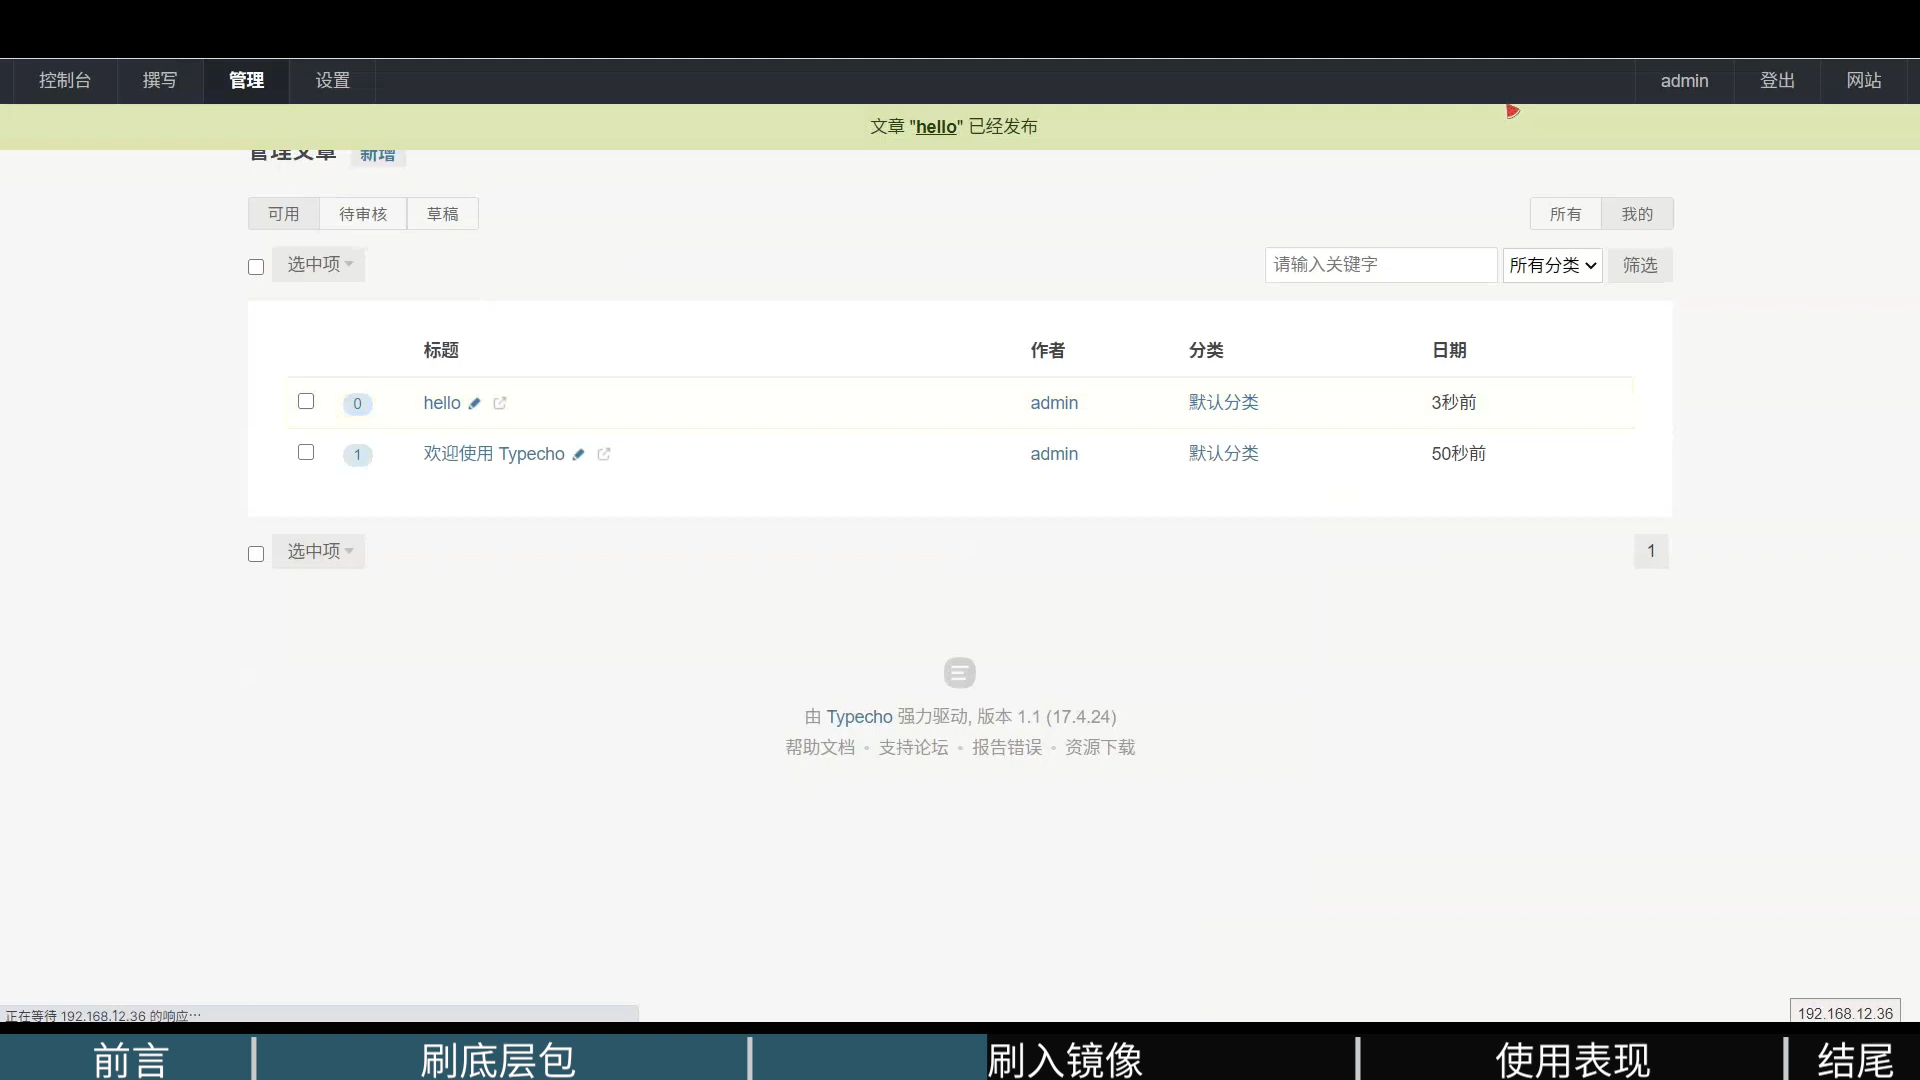 控制台 撰写 管理 设置 admin 登出 网站
文章 "hello" 已经发布
管理文章 新增
可用 待审核 草稿 所有 我的
选中项 请输入关键字 所有分类 筛选
标题 作者 分类 日期
0 hello admin 默认分类 3秒前
1 欢迎使用 Typecho admin 默认分类 50秒前
选中项 1
由 Typecho 强力驱动, 版本 1.1 (17.4.24)
帮助文档 • 支持论坛 • 报告错误 • 资源下载
正在等待 192.168.12.36 的响应… 192.168.12.36
前言 刷底层包 刷入镜像 使用表现 结尾